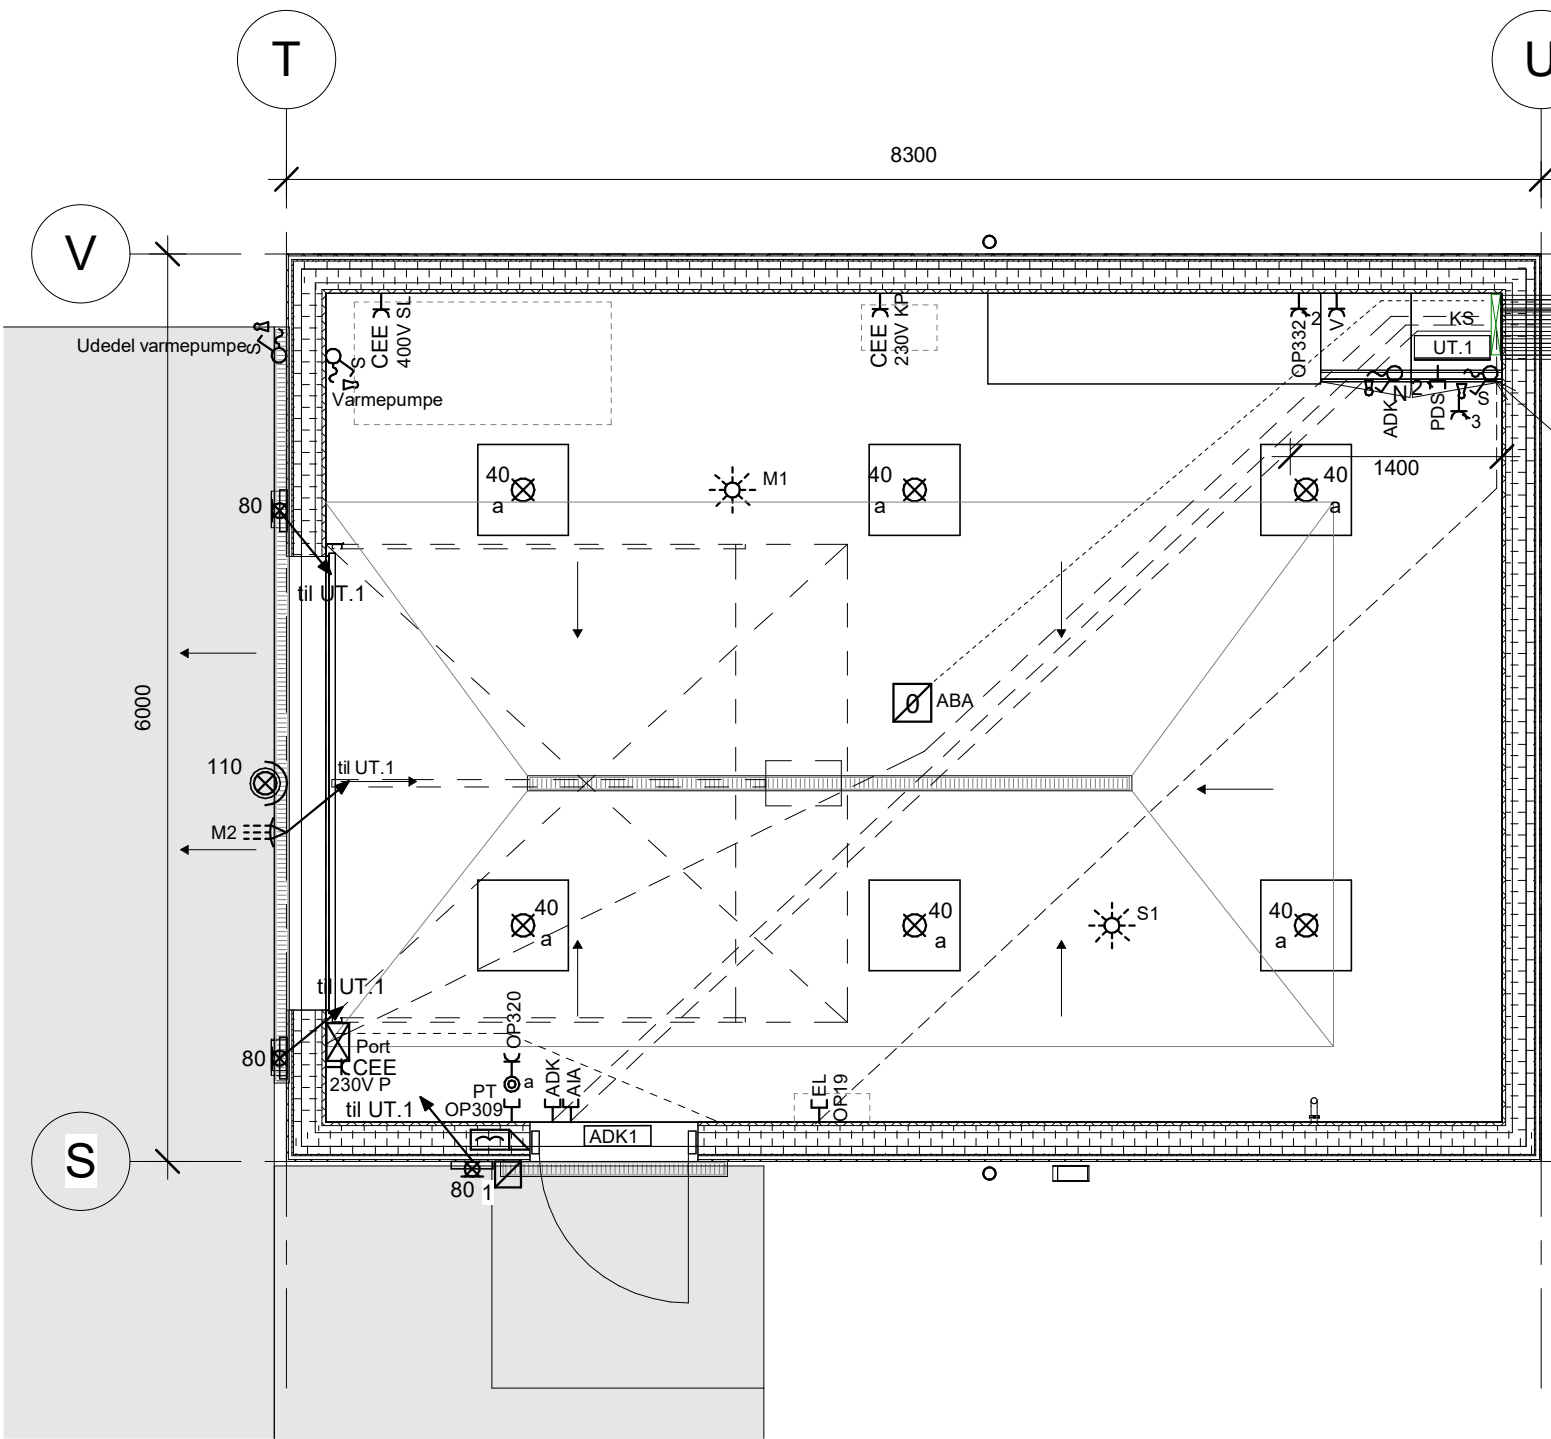 T
U
8300
V
Udedel varmepumpe
S
S
Varmepumpe
CEE
400V SL
CEE
230V KP
OP332
2
V
KS
UT.1
ADK
N
2
PDS
S
3
1400
40
a
M1
40
a
40
a
80
til UT.1
6000
0
ABA
110
til UT.1
M2
40
a
40
a
S1
40
a
til UT.1
80
Port
CEE
230V P
OP320
PT
a
ADK
AIA
EL
OP19
til UT.1
OP309
ADK1
S
80
1